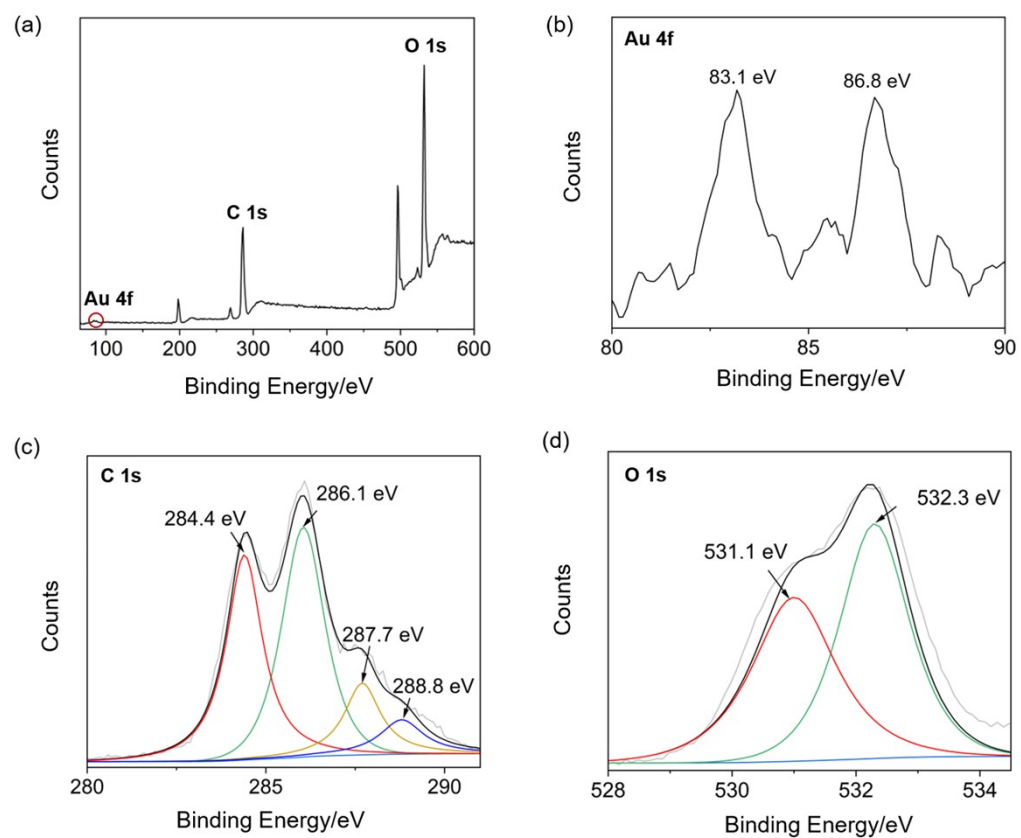 (a)
O 1s
C 1s
Au 4f
Counts
100 200 300 400 500 600
Binding Energy/eV
(b)
Au 4f
83.1 eV
86.8 eV
Counts
80 85 90
Binding Energy/eV
(c)
C 1s
284.4 eV
286.1 eV
287.7 eV
288.8 eV
Counts
280 285 290
Binding Energy/eV
(d)
O 1s
531.1 eV
532.3 eV
Counts
528 530 532 534
Binding Energy/eV